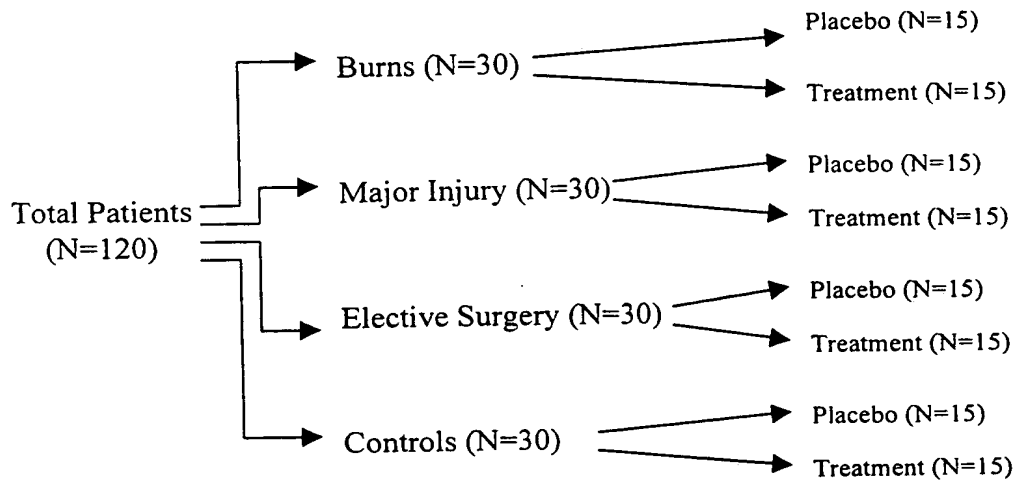 Placebo (N=15)
Burns (N=30)
Treatment (N=15)
Placebo (N=15)
Major Injury (N=30)
Treatment (N=15)
Total Patients
(N=120)
Placebo (N=15)
Elective Surgery (N=30)
Treatment (N=15)
Placebo (N=15)
Controls (N=30)
Treatment (N=15)